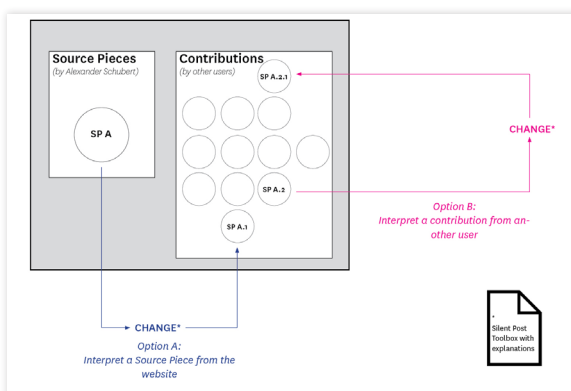 Source Pieces
(by Alexander Schubert)
SP A
Contributions
(by other users)
SP A.2.1
SP A.2
SP A.1
CHANGE*
Option B:
Interpret a contribution from an-
other user
CHANGE*
Option A:
Interpret a Source Piece from the
website
*
Silent Post
Toolbox with
explanations